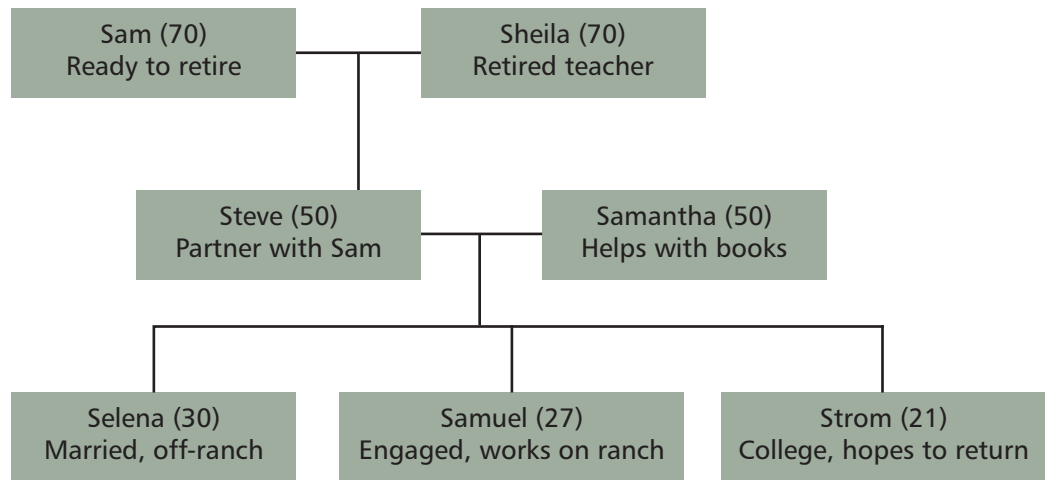 Sam (70)
Ready to retire
Sheila (70)
Retired teacher
Steve (50)
Partner with Sam
Samantha (50)
Helps with books
Selena (30)
Married, off-ranch
Samuel (27)
Engaged, works on ranch
Strom (21)
College, hopes to return